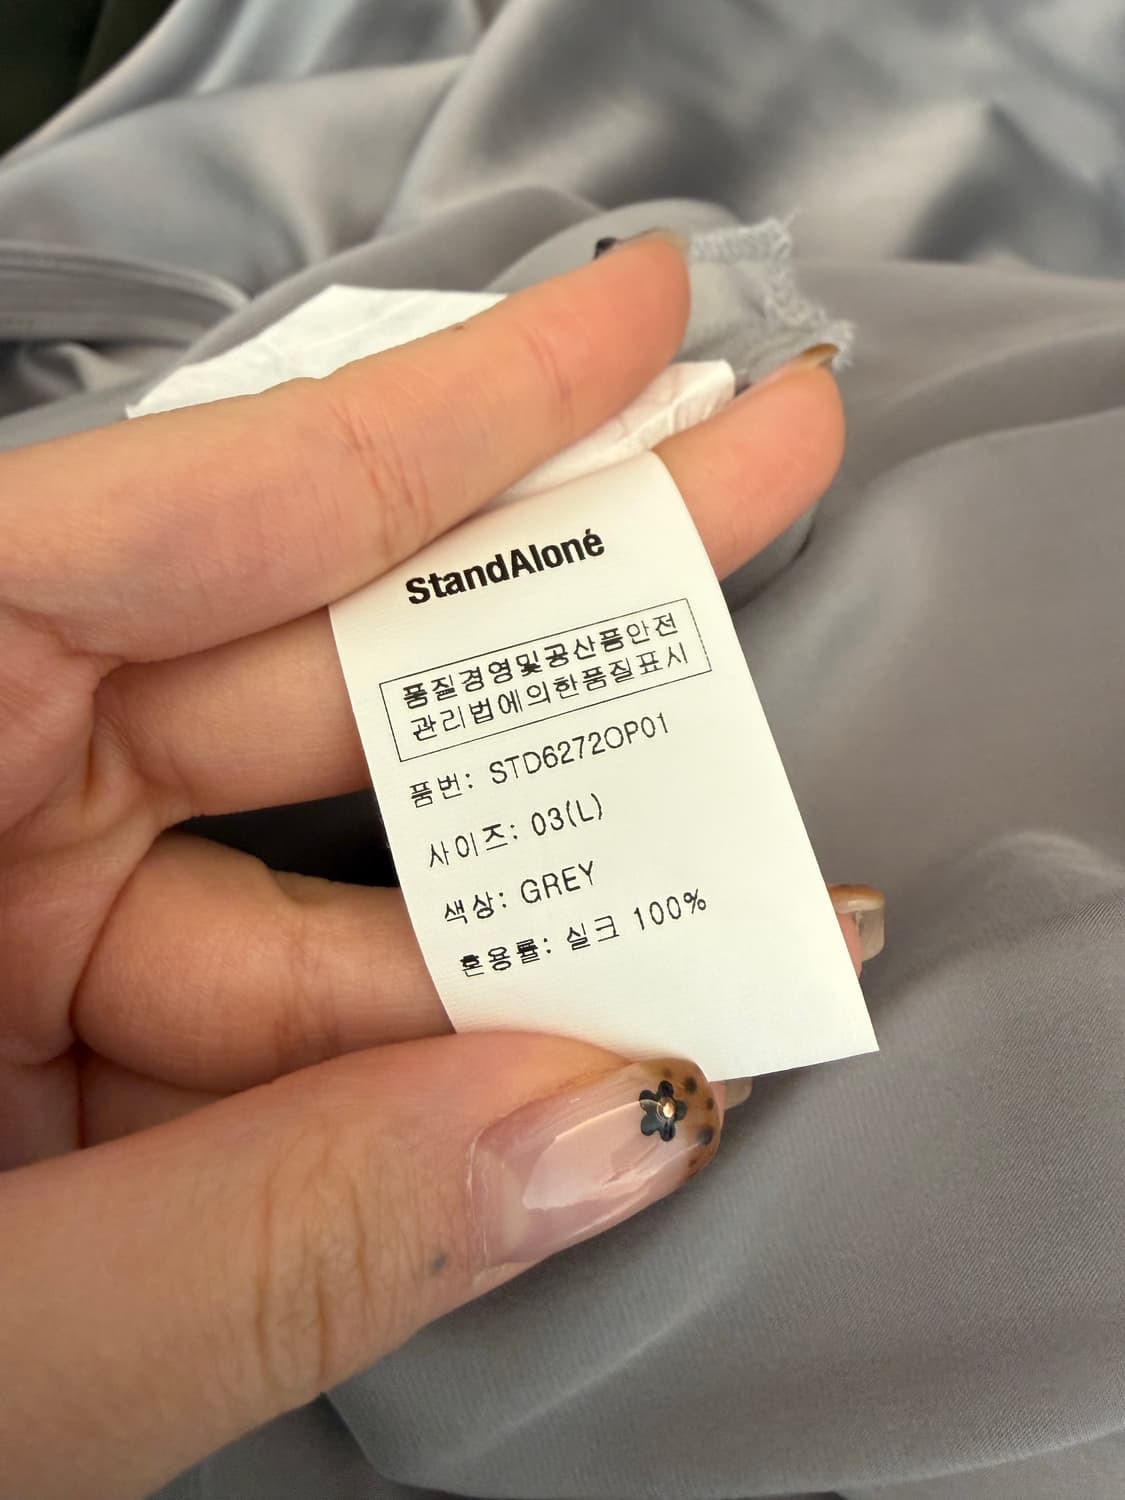 StandAloné
품질경영및공산품안전
관리법에의한품질표시
품번: STD6272OP01
사이즈: 03(L)
색상: GREY
혼용률: 실크 100%